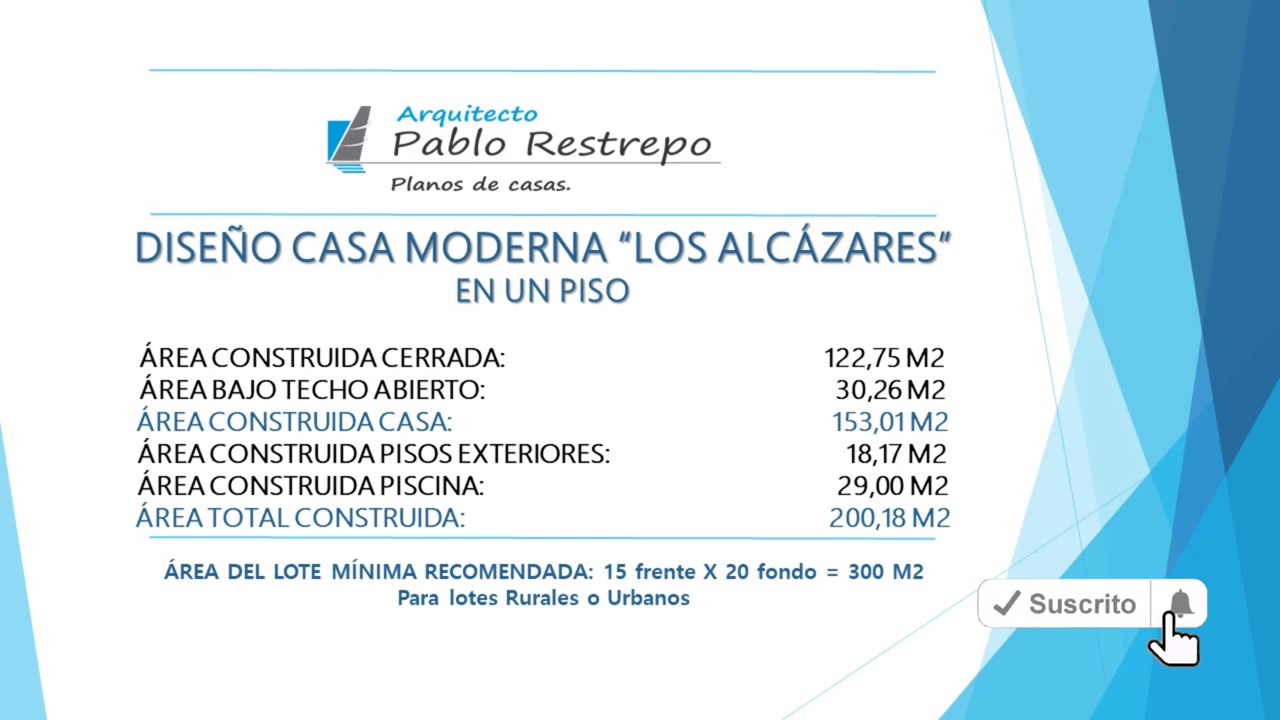 Arquitecto
Pablo Restrepo
Planos de casas.
DISEÑO CASA MODERNA “LOS ALCÁZARES”
EN UN PISO
ÁREA CONSTRUIDA CERRADA: 122,75 M2
ÁREA BAJO TECHO ABIERTO: 30,26 M2
ÁREA CONSTRUIDA CASA: 153,01 M2
ÁREA CONSTRUIDA PISOS EXTERIORES: 18,17 M2
ÁREA CONSTRUIDA PISCINA: 29,00 M2
ÁREA TOTAL CONSTRUIDA: 200,18 M2
ÁREA DEL LOTE MÍNIMA RECOMENDADA: 15 frente X 20 fondo = 300 M2
Para lotes Rurales o Urbanos
Suscrito